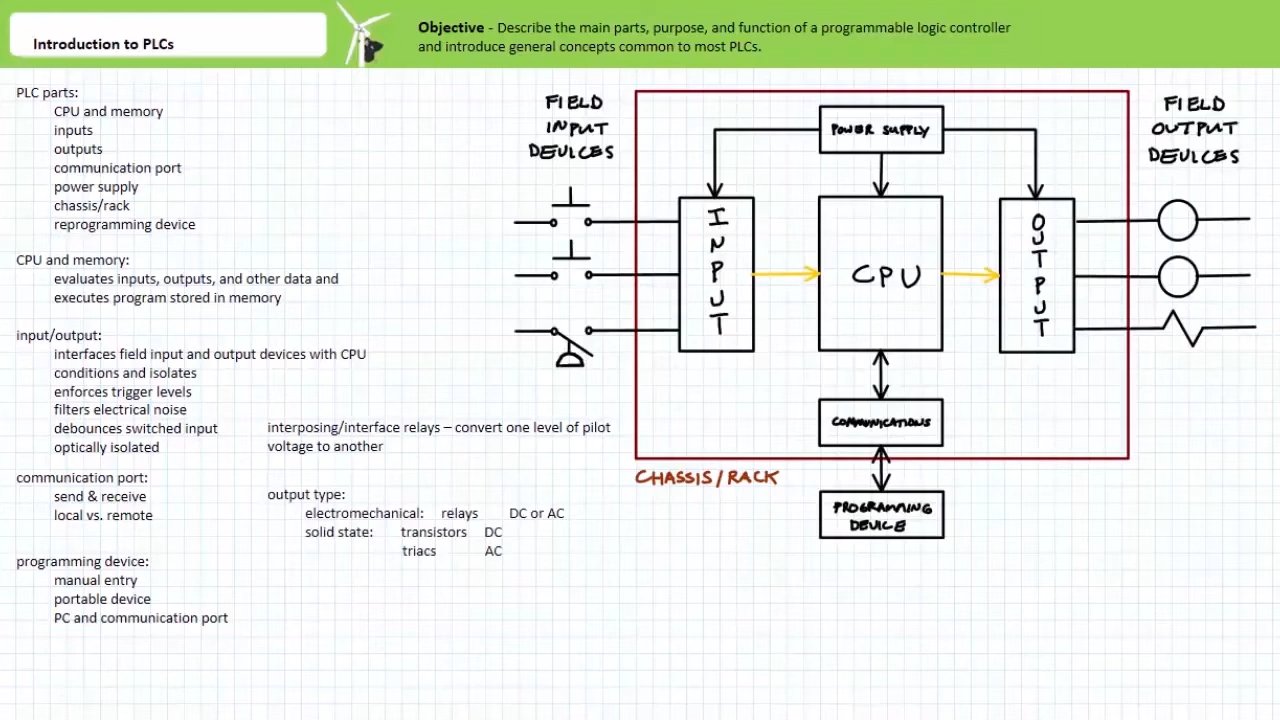 Introduction to PLCs
Objective - Describe the main parts, purpose, and function of a programmable logic controller
and introduce general concepts common to most PLCs.
PLC parts:
CPU and memory
inputs
outputs
communication port
power supply
chassis/rack
reprogramming device
CPU and memory:
evaluates inputs, outputs, and other data and
executes program stored in memory
input/output:
interfaces field input and output devices with CPU
conditions and isolates
enforces trigger levels
filters electrical noise
debounces switched input
optically isolated
communication port:
send & receive
local vs. remote
programming device:
manual entry
portable device
PC and communication port
interposing/interface relays – convert one level of pilot
voltage to another
output type:
electromechanical: relays DC or AC
solid state: transistors DC
triacs AC
FIELD
INPUT
DEVICES
POWER SUPPLY
INPUT
CPU
OUTPUT
COMMUNICATIONS
CHASSIS/RACK
PROGRAMMING
DEVICE
FIELD
OUTPUT
DEVICES